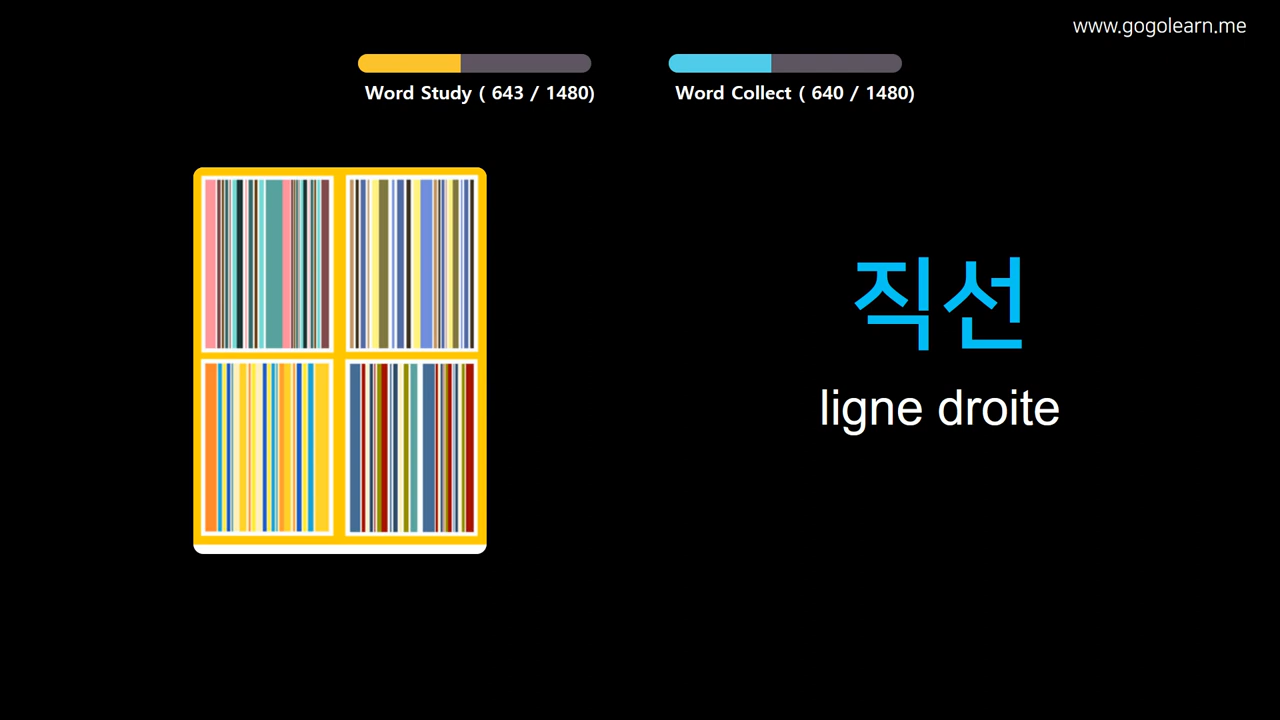 www.gogolearn.me
Word Study ( 643 / 1480)
Word Collect ( 640 / 1480)
직선
ligne droite